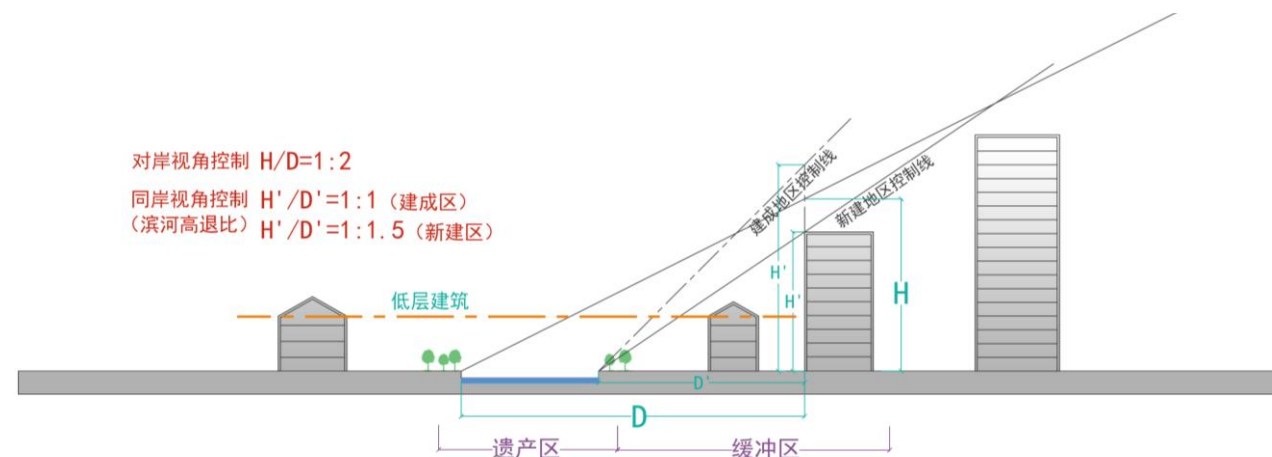 对岸视角控制 H/D=1:2
同岸视角控制 H'/D'=1:1（建成区）
（滨河高退比）H'/D'=1:1.5（新建区）
建成地区控制线
新建地区控制线
低层建筑
H'
H'
H
D'
D
遗产区
缓冲区